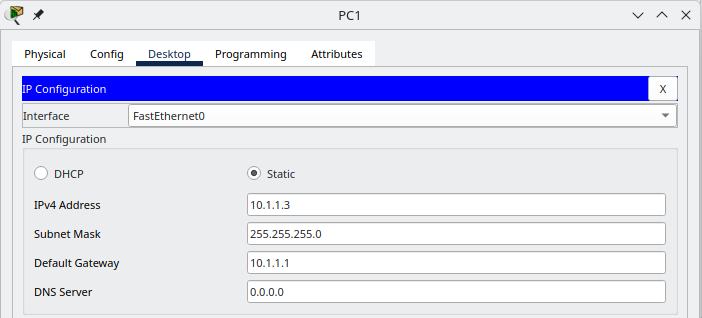 PC1
Physical Config Desktop Programming Attributes
IP Configuration X
Interface FastEthernet0
IP Configuration
DHCP Static
IPv4 Address 10.1.1.3
Subnet Mask 255.255.255.0
Default Gateway 10.1.1.1
DNS Server 0.0.0.0